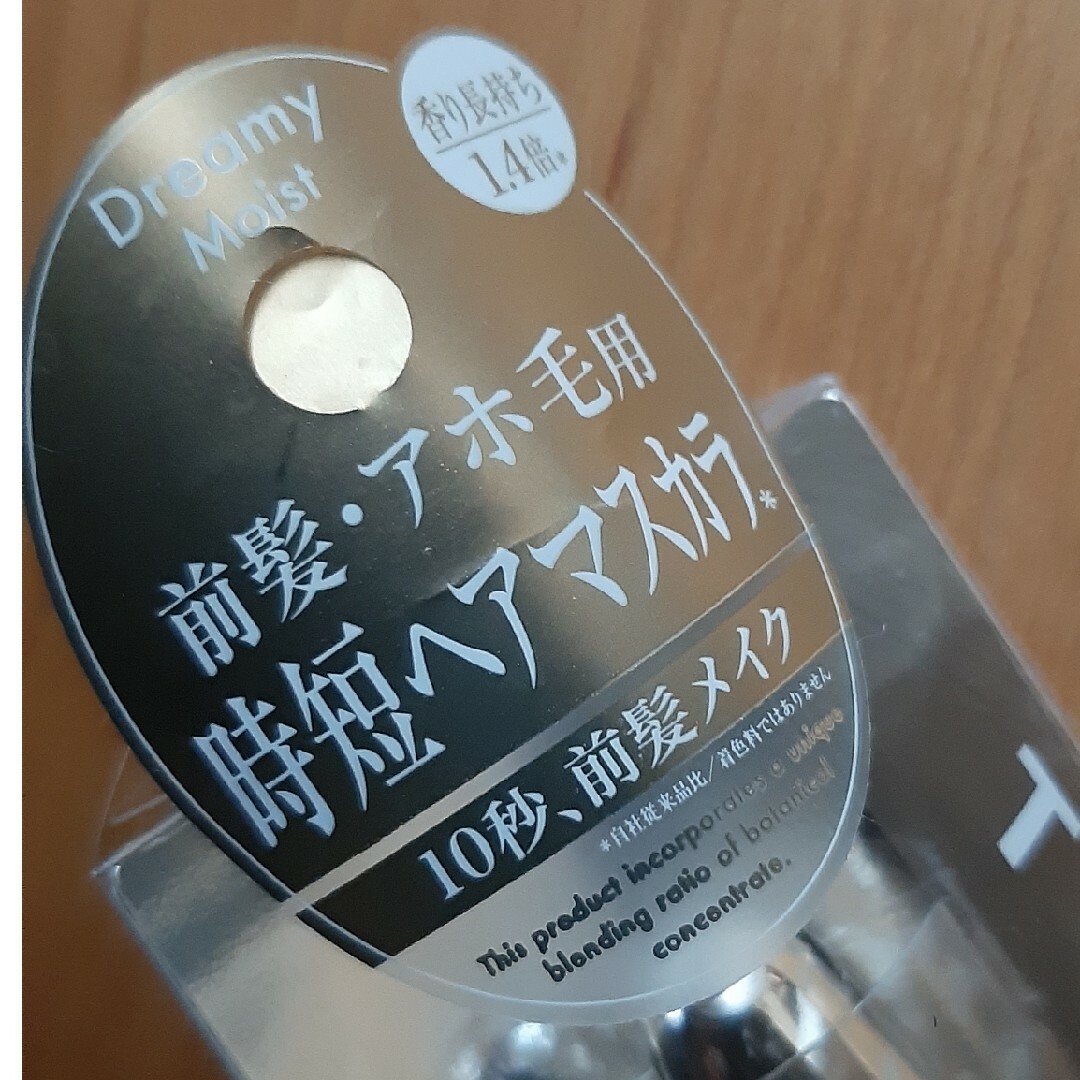 Dreamy
Moist
香り長持ち
1.4倍*
前髪・アホ毛用
時短ヘアマスカラ*
10秒、前髪メイク
*自社従来品比/着色料ではありません
This product incorporates a unique
blending ratio of botanical
concentrate.